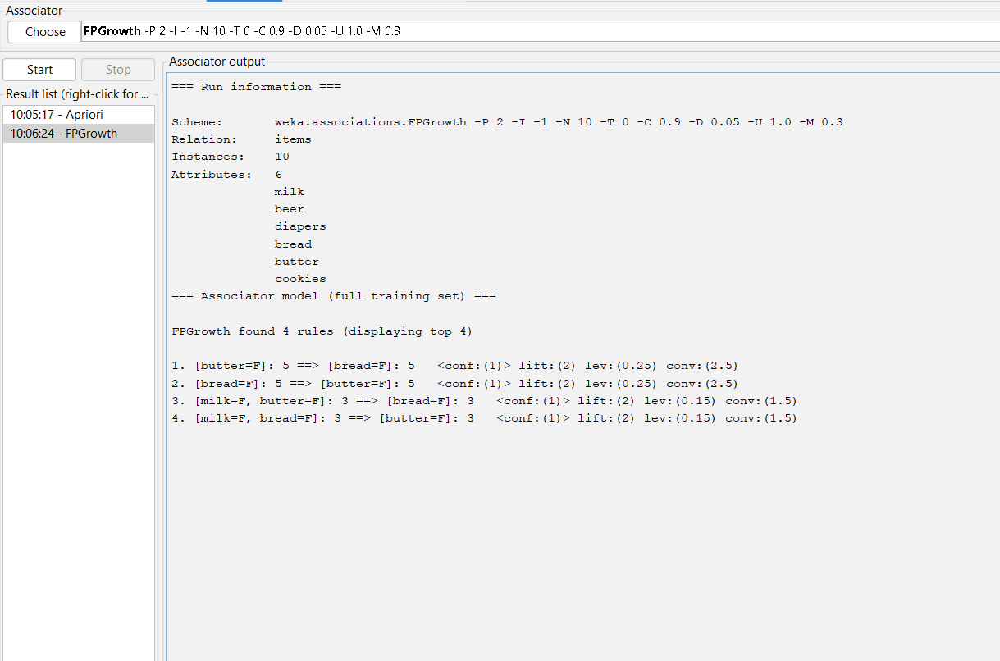 Associator
Choose FPGrowth -P 2 -I -1 -N 10 -T 0 -C 0.9 -D 0.05 -U 1.0 -M 0.3
Start Stop
Result list (right-click for ...
10:05:17 - Apriori
10:06:24 - FPGrowth
Associator output
=== Run information ===
Scheme: weka.associations.FPGrowth -P 2 -I -1 -N 10 -T 0 -C 0.9 -D 0.05 -U 1.0 -M 0.3
Relation: items
Instances: 10
Attributes: 6
milk
beer
diapers
bread
butter
cookies
=== Associator model (full training set) ===
FPGrowth found 4 rules (displaying top 4)
1. [butter=F]: 5 ==> [bread=F]: 5 <conf:(1)> lift:(2) lev:(0.25) conv:(2.5)
2. [bread=F]: 5 ==> [butter=F]: 5 <conf:(1)> lift:(2) lev:(0.25) conv:(2.5)
3. [milk=F, butter=F]: 3 ==> [bread=F]: 3 <conf:(1)> lift:(2) lev:(0.15) conv:(1.5)
4. [milk=F, bread=F]: 3 ==> [butter=F]: 3 <conf:(1)> lift:(2) lev:(0.15) conv:(1.5)